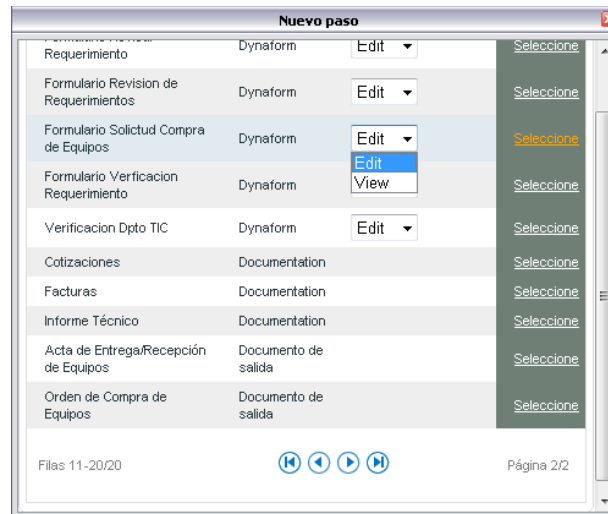 Nuevo paso
Requerimiento Dynaform Edit Seleccione
Formulario Revision de
Requerimientos Dynaform Edit Seleccione
Formulario Solictud Compra
de Equipos Dynaform Edit Seleccione
Edit
View
Formulario Verficacion
Requerimiento Dynaform Seleccione
Verificacion Dpto TIC Dynaform Edit Seleccione
Cotizaciones Documentation Seleccione
Facturas Documentation Seleccione
Informe Técnico Documentation Seleccione
Acta de Entrega/Recepción
de Equipos Documento de
salida Seleccione
Orden de Compra de
Equipos Documento de
salida Seleccione
Filas 11-20/20 Página 2/2